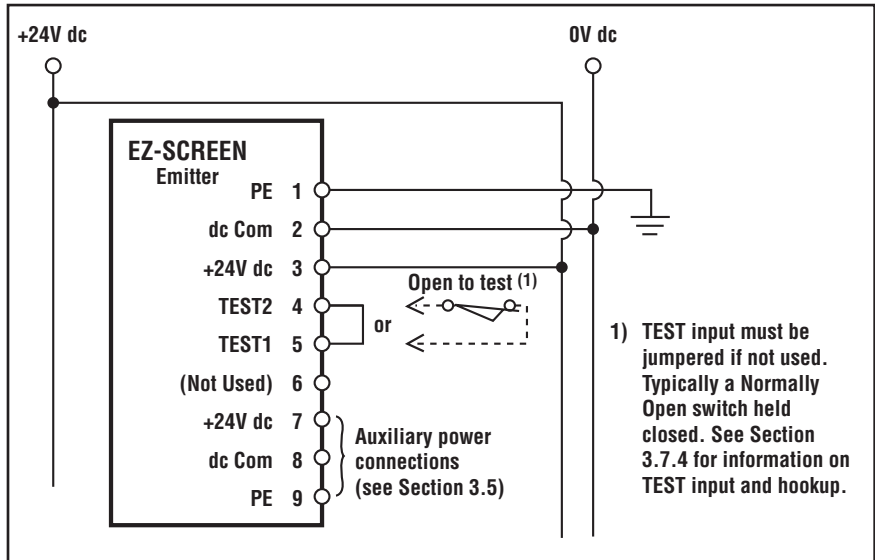 +24V dc
0V dc
EZ-SCREEN
Emitter
PE 1
dc Com 2
+24V dc 3
TEST2 4
TEST1 5
(Not Used) 6
+24V dc 7
dc Com 8
PE 9
or
Open to test (1)
Auxiliary power
connections
(see Section 3.5)
1) TEST input must be
jumpered if not used.
Typically a Normally
Open switch held
closed. See Section
3.7.4 for information on
TEST input and hookup.